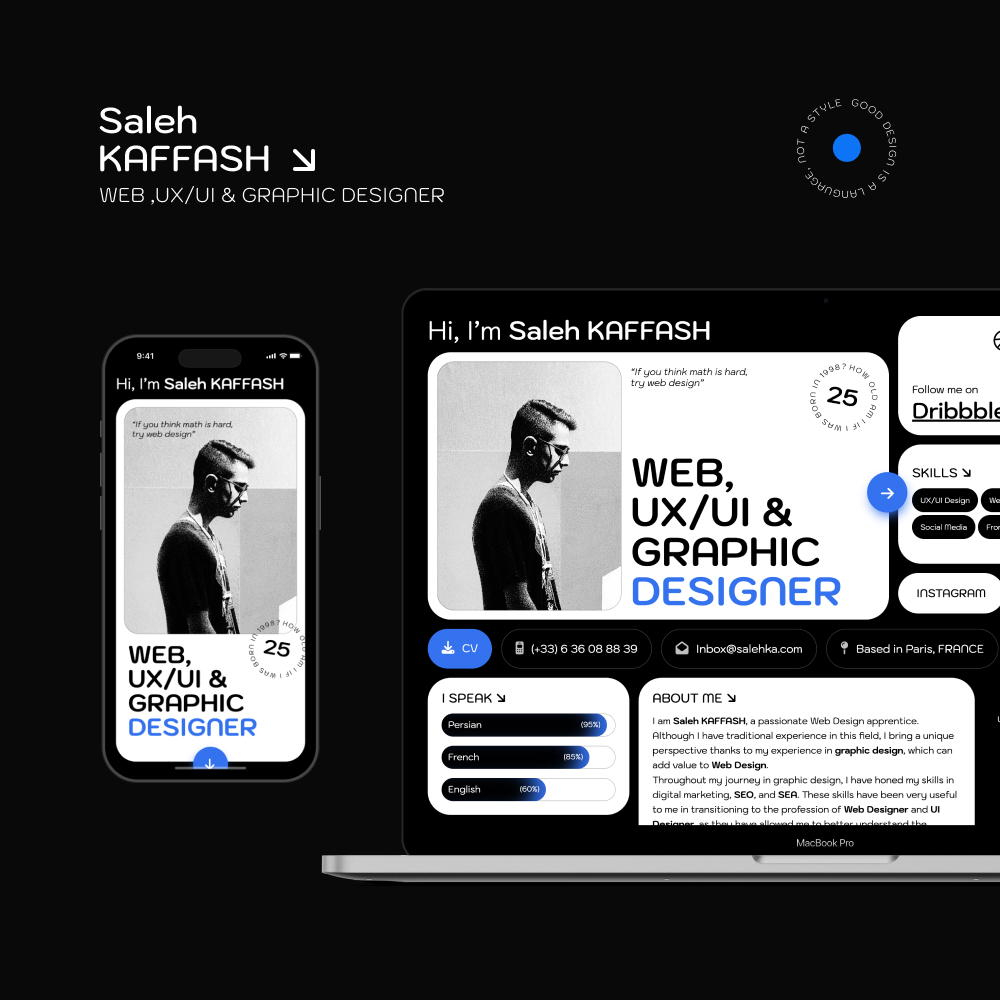 Saleh
KAFFASH
WEB ,UX/UI & GRAPHIC DESIGNER
GOOD DESIGN IS A LANGUAGE, NOT A STYLE
9:41
Hi, I'm Saleh KAFFASH
“If you think math is hard,
try web design”
HOW OLD AM I IF I WAS BORN IN 1998?
25
WEB,
UX/UI &
GRAPHIC
DESIGNER
Hi, I’m Saleh KAFFASH
“If you think math is hard,
try web design”
HOW OLD AM I IF I WAS BORN IN 1998?
25
WEB,
UX/UI &
GRAPHIC
DESIGNER
Follow me on
Dribbble
SKILLS
UX/UI Design
We
Social Media
Fror
INSTAGRAM
CV
(+33) 6 36 08 88 39
Inbox@salehka.com
Based in Paris, FRANCE
I SPEAK
Persian (95%)
French (85%)
English (60%)
ABOUT ME
I am Saleh KAFFASH, a passionate Web Design apprentice.
Although I have traditional experience in this field, I bring a unique
perspective thanks to my experience in graphic design, which can
add value to Web Design.
Throughout my journey in graphic design, I have honed my skills in
digital marketing, SEO, and SEA. These skills have been very useful
to me in transitioning to the profession of Web Designer and UI
Designer, as they have allowed me to better understand the
MacBook Pro